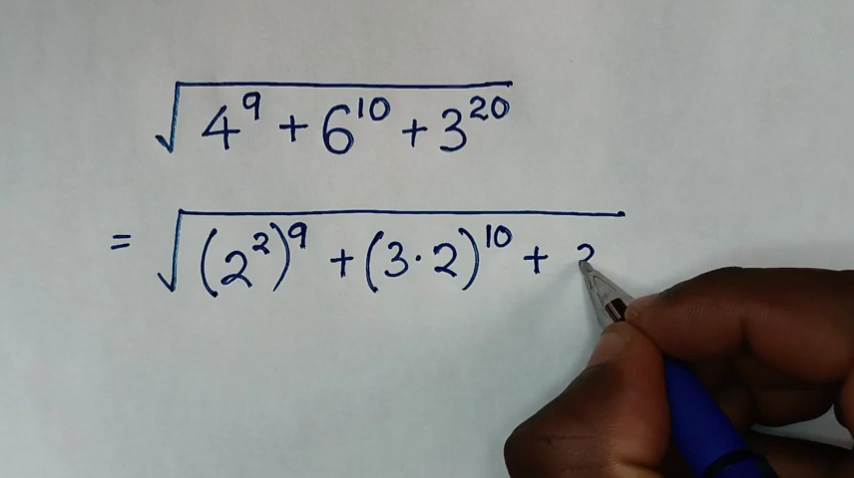 √(4⁹ + 6¹⁰ + 3²⁰)
= √((2²)⁹ + (3·2)¹⁰ +